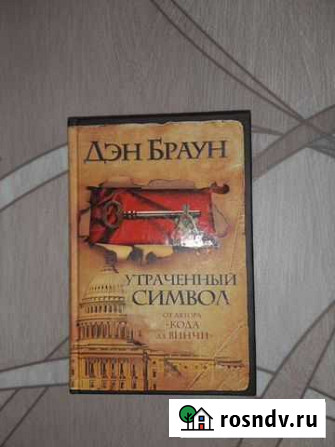 ДЭН БРАУН
УТРАЧЕННЫЙ
СИМВОЛ
ОТ АВТОРА
«КОДА
ДА ВИНЧИ»
rosndv.ru